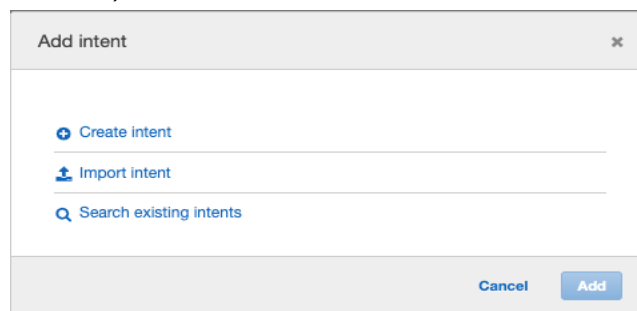 Add intent
Create intent
Import intent
Search existing intents
Cancel Add